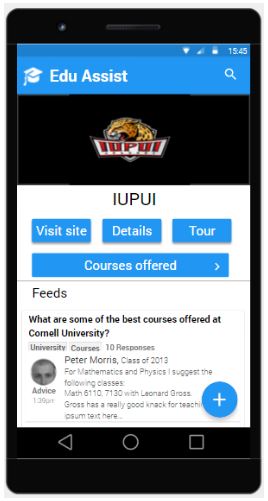 15:45
Edu Assist
IUPUI
IUPUI
Visit site
Details
Tour
Courses offered
Feeds
What are some of the best courses offered at
Cornell University?
University Courses 10 Responses
Peter Morris, Class of 2013
For Mathematics and Physics I suggest the
following classes:
Advice
Math 6110, 7130 with Leonard Gross.
1:39pm
Gross has a really good knack for teaching
ipsum text here...